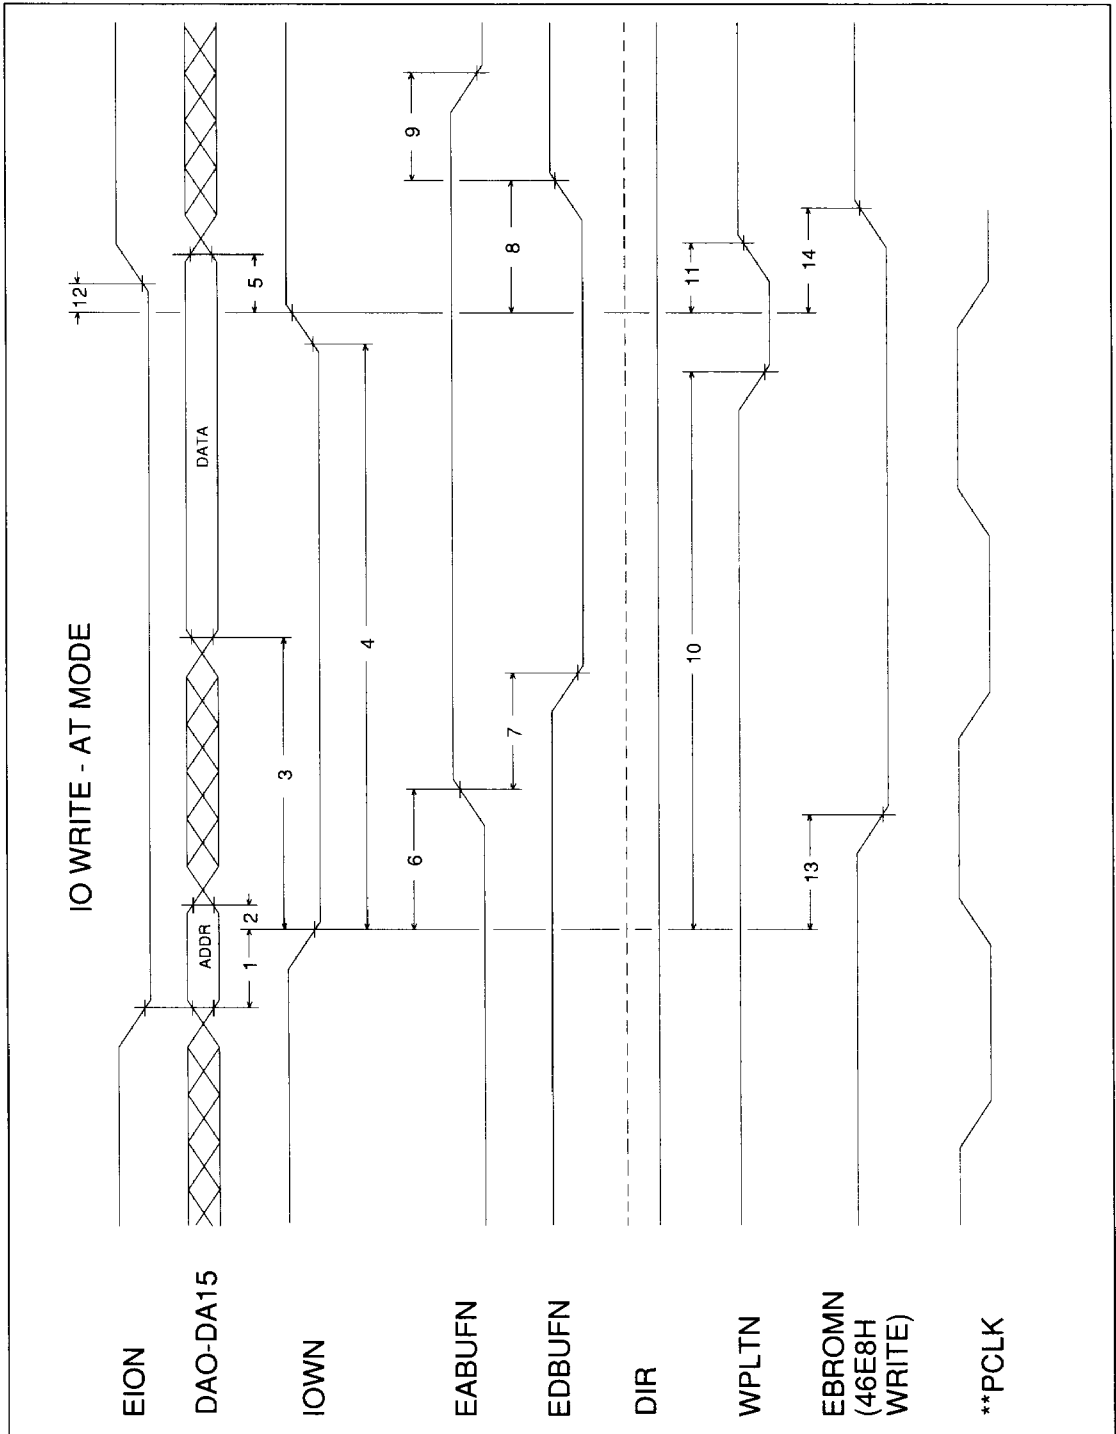 IO WRITE - AT MODE
EION
12
DAO-DA15
ADDR
DATA
1
2
3
5
IOWN
4
EABUFN
6
9
EDBUFN
7
8
DIR
WPLTN
10
11
EBROMN
(46E8H
WRITE)
13
14
**PCLK